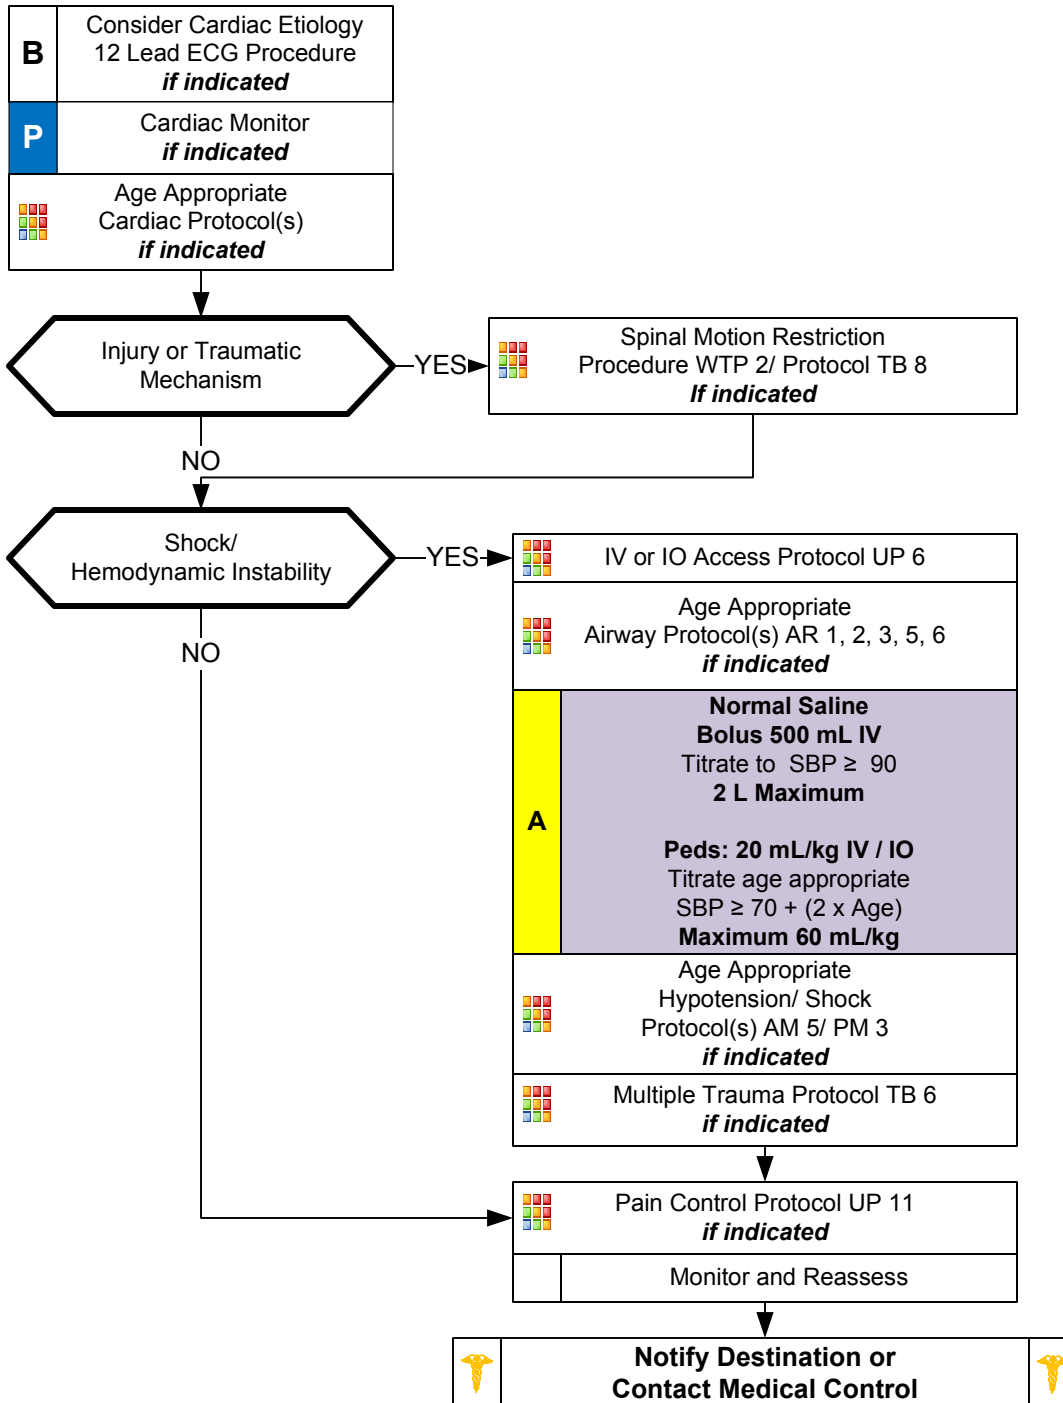 B
Consider Cardiac Etiology
12 Lead ECG Procedure
if indicated
P
Cardiac Monitor
if indicated
Age Appropriate
Cardiac Protocol(s)
if indicated
Injury or Traumatic
Mechanism
YES
Spinal Motion Restriction
Procedure WTP 2/ Protocol TB 8
If indicated
NO
Shock/
Hemodynamic Instability
YES
IV or IO Access Protocol UP 6
Age Appropriate
Airway Protocol(s) AR 1, 2, 3, 5, 6
if indicated
NO
A
Normal Saline
Bolus 500 mL IV
Titrate to SBP ≥ 90
2 L Maximum
Peds: 20 mL/kg IV / IO
Titrate age appropriate
SBP ≥ 70 + (2 x Age)
Maximum 60 mL/kg
Age Appropriate
Hypotension/ Shock
Protocol(s) AM 5/ PM 3
if indicated
Multiple Trauma Protocol TB 6
if indicated
Pain Control Protocol UP 11
if indicated
Monitor and Reassess
Notify Destination or
Contact Medical Control